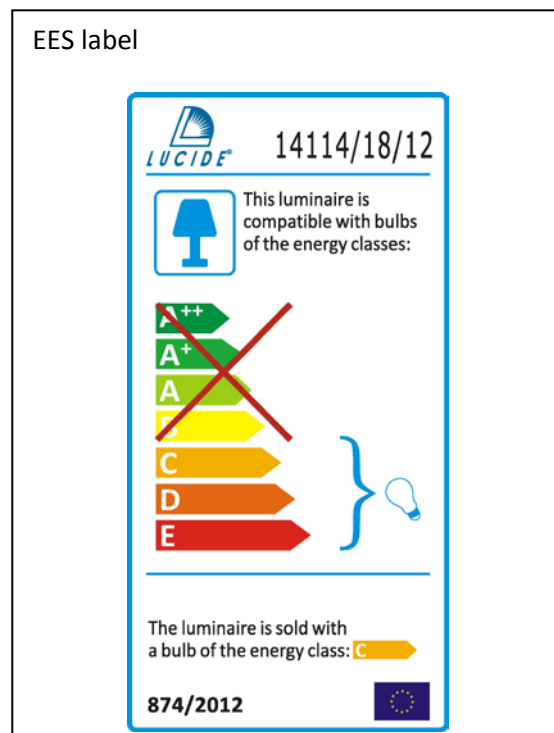 EES label
LUCIDE®
14114/18/12
This luminaire is
compatible with bulbs
of the energy classes:
A++
A+
A
B
C
D
E
The luminaire is sold with
a bulb of the energy class: C
874/2012